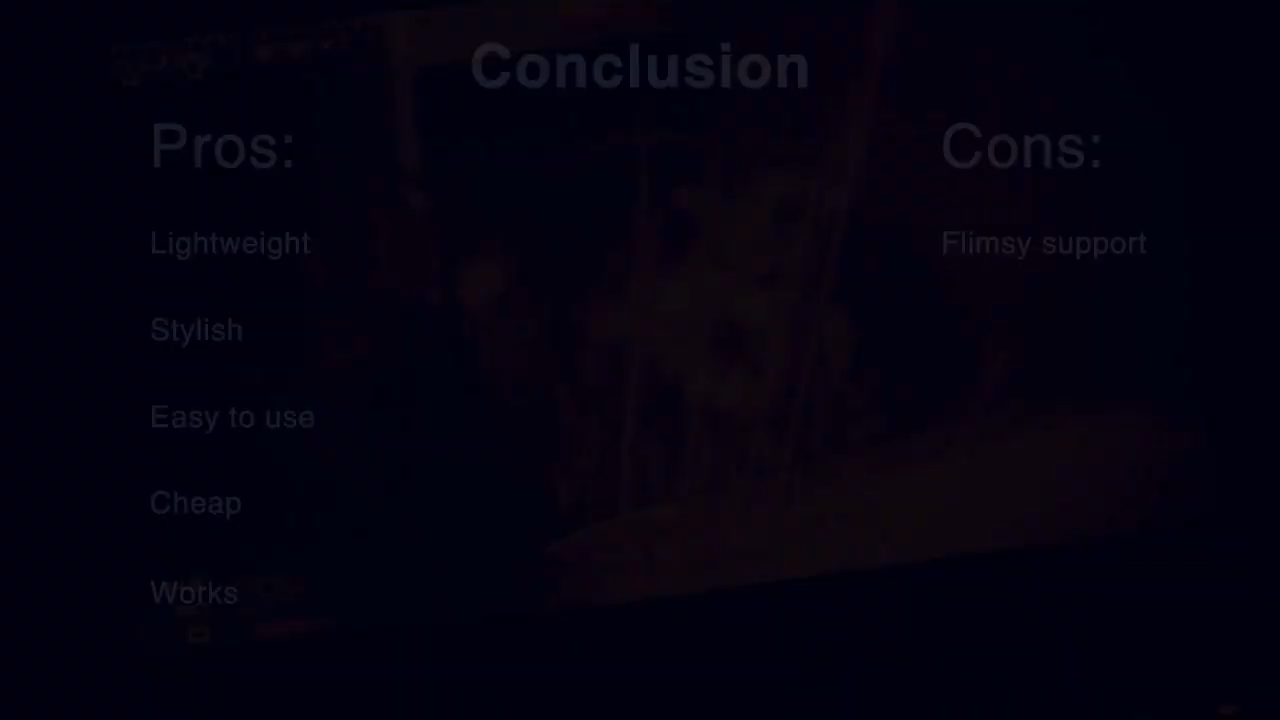 Conclusion
Pros:
Cons:
Lightweight
Flimsy support
Stylish
Easy to use
Cheap
Works